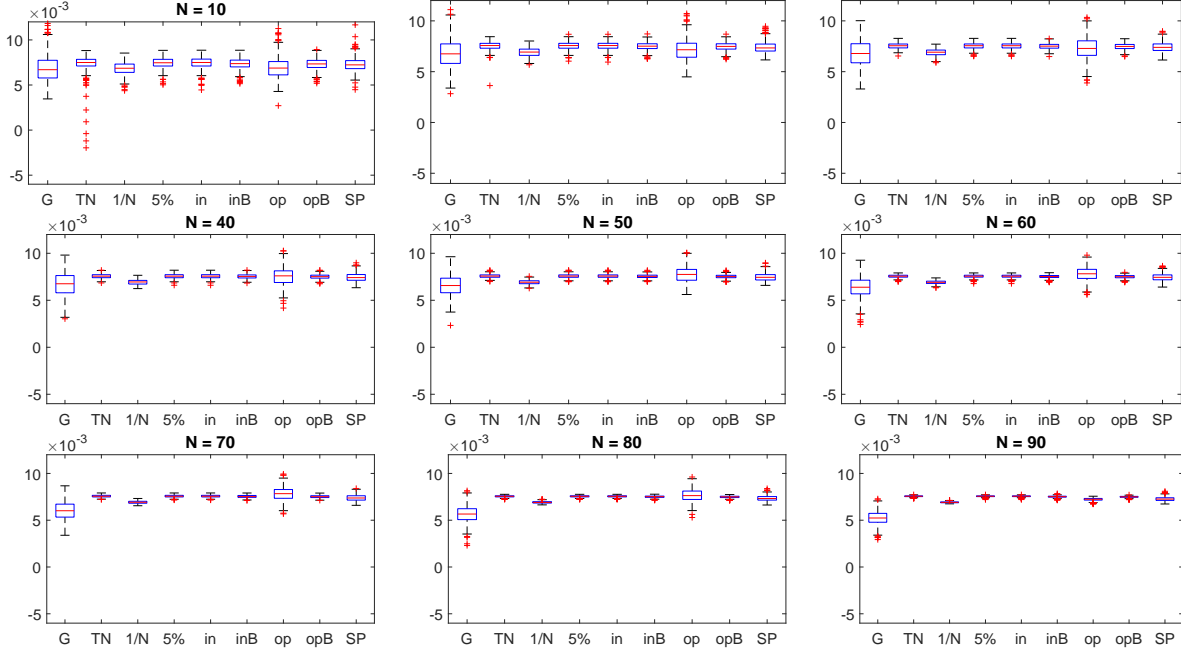 ×10⁻³ N = 10
10
5
0
-5
G TN 1/N 5% in inB op opB SP
10
5
0
-5
G TN 1/N 5% in inB op opB SP
10
5
0
-5
G TN 1/N 5% in inB op opB SP
×10⁻³ N = 40
10
5
0
-5
G TN 1/N 5% in inB op opB SP
×10⁻³ N = 50
10
5
0
-5
G TN 1/N 5% in inB op opB SP
×10⁻³ N = 60
10
5
0
-5
G TN 1/N 5% in inB op opB SP
×10⁻³ N = 70
10
5
0
-5
G TN 1/N 5% in inB op opB SP
×10⁻³ N = 80
10
5
0
-5
G TN 1/N 5% in inB op opB SP
×10⁻³ N = 90
10
5
0
-5
G TN 1/N 5% in inB op opB SP